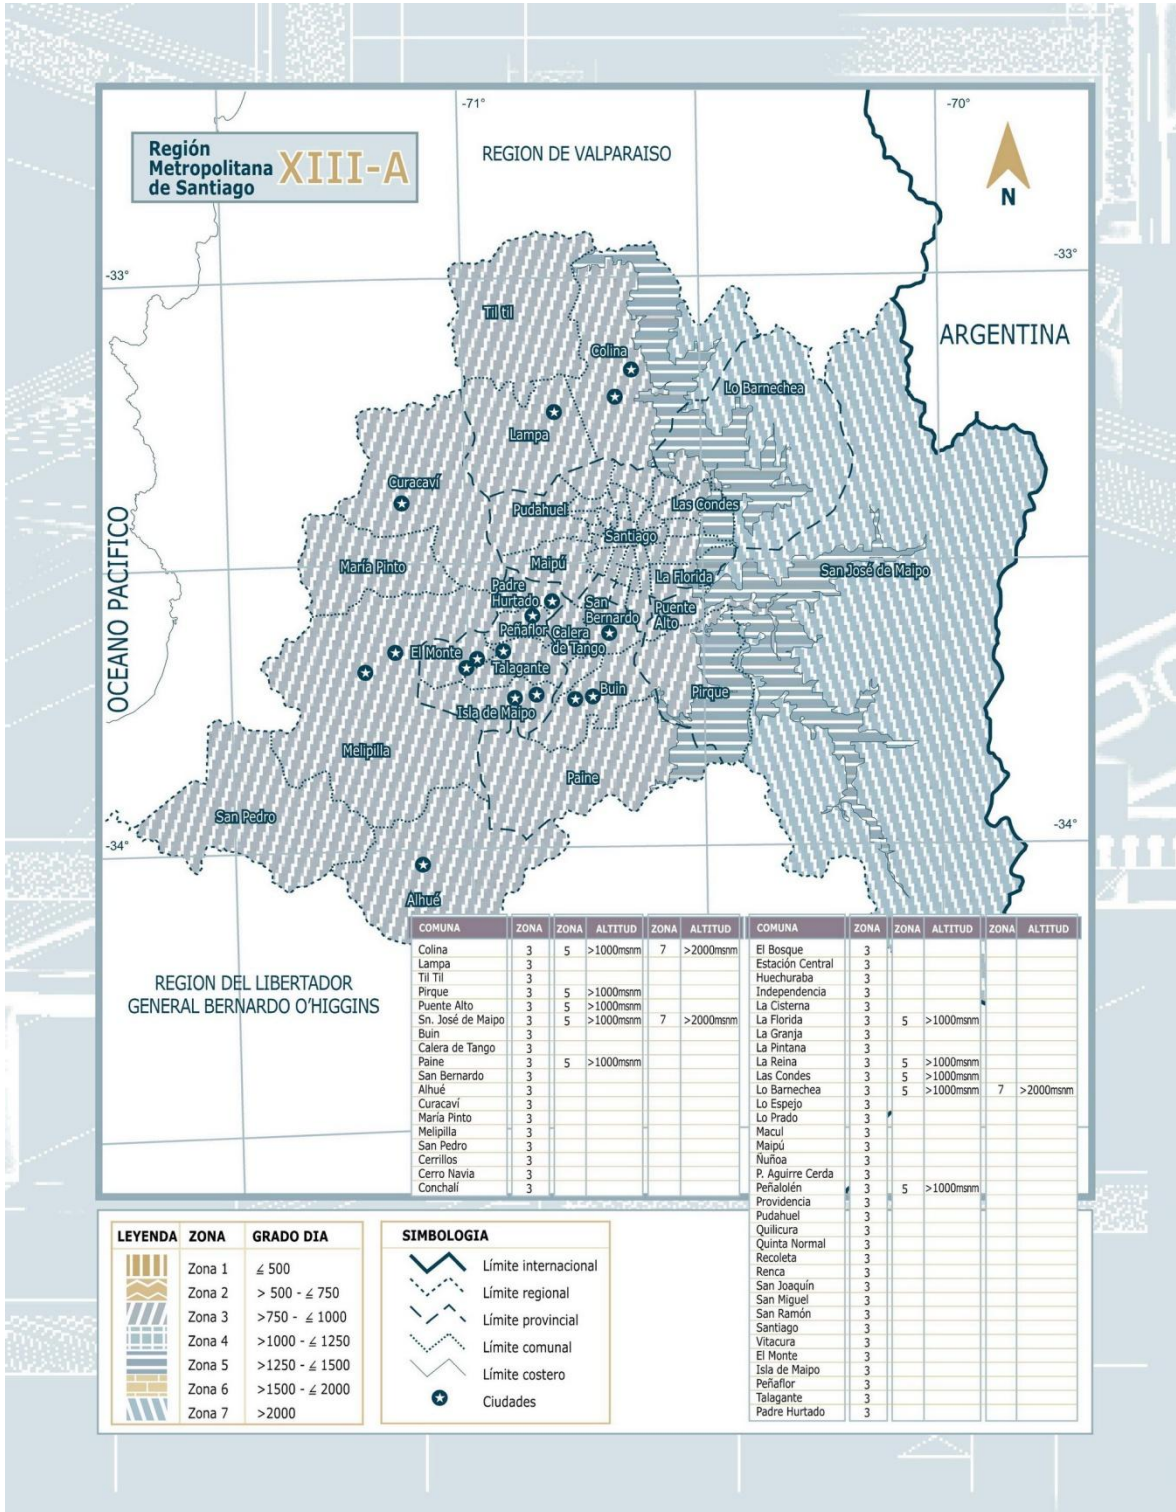 -71°
-70°
Región
Metropolitana
de Santiago
XIII-A
REGION DE VALPARAISO
N
-33°
-33°
ARGENTINA
Til til
Colina
Lo Barnechea
Lampa
Curacaví
Las Condes
Pudahuel
Santiago
OCEANO PACIFICO
María Pinto
Maipú
San José de Maipo
La Florida
Padre
Hurtado
San
Bernardo
Puente
Alto
Peñaflor
Calera
de Tango
El Monte
Talagante
Buin
Pirque
Isla de Maipo
Melipilla
Paine
San Pedro
-34°
-34°
Alhué
REGION DEL LIBERTADOR
GENERAL BERNARDO O'HIGGINS
COMUNA ZONA ZONA ALTITUD ZONA ALTITUD
Colina 3 5 >1000msnm 7 >2000msnm
Lampa 3
Til Til 3
Pirque 3 5 >1000msnm
Puente Alto 3 5 >1000msnm
Sn. José de Maipo 3 5 >1000msnm 7 >2000msnm
Buin 3
Calera de Tango 3
Paine 3 5 >1000msnm
San Bernardo 3
Alhué 3
Curacaví 3
María Pinto 3
Melipilla 3
San Pedro 3
Cerrillos 3
Cerro Navia 3
Conchalí 3
COMUNA ZONA ZONA ALTITUD ZONA ALTITUD
El Bosque 3
Estación Central 3
Huechuraba 3
Independencia 3
La Cisterna 3
La Florida 3 5 >1000msnm
La Granja 3
La Pintana 3
La Reina 3 5 >1000msnm
Las Condes 3 5 >1000msnm
Lo Barnechea 3 5 >1000msnm 7 >2000msnm
Lo Espejo 3
Lo Prado 3
Macul 3
Maipú 3
Ñuñoa 3
P. Aguirre Cerda 3
Peñalolén 3 5 >1000msnm
Providencia 3
Pudahuel 3
Quilicura 3
Quinta Normal 3
Recoleta 3
Renca 3
San Joaquín 3
San Miguel 3
San Ramón 3
Santiago 3
Vitacura 3
El Monte 3
Isla de Maipo 3
Peñaflor 3
Talagante 3
Padre Hurtado 3
LEYENDA ZONA GRADO DIA
Zona 1 ≤ 500
Zona 2 > 500 - ≤ 750
Zona 3 >750 - ≤ 1000
Zona 4 >1000 - ≤ 1250
Zona 5 >1250 - ≤ 1500
Zona 6 >1500 - ≤ 2000
Zona 7 >2000
SIMBOLOGIA
Límite internacional
Límite regional
Límite provincial
Límite comunal
Límite costero
Ciudades